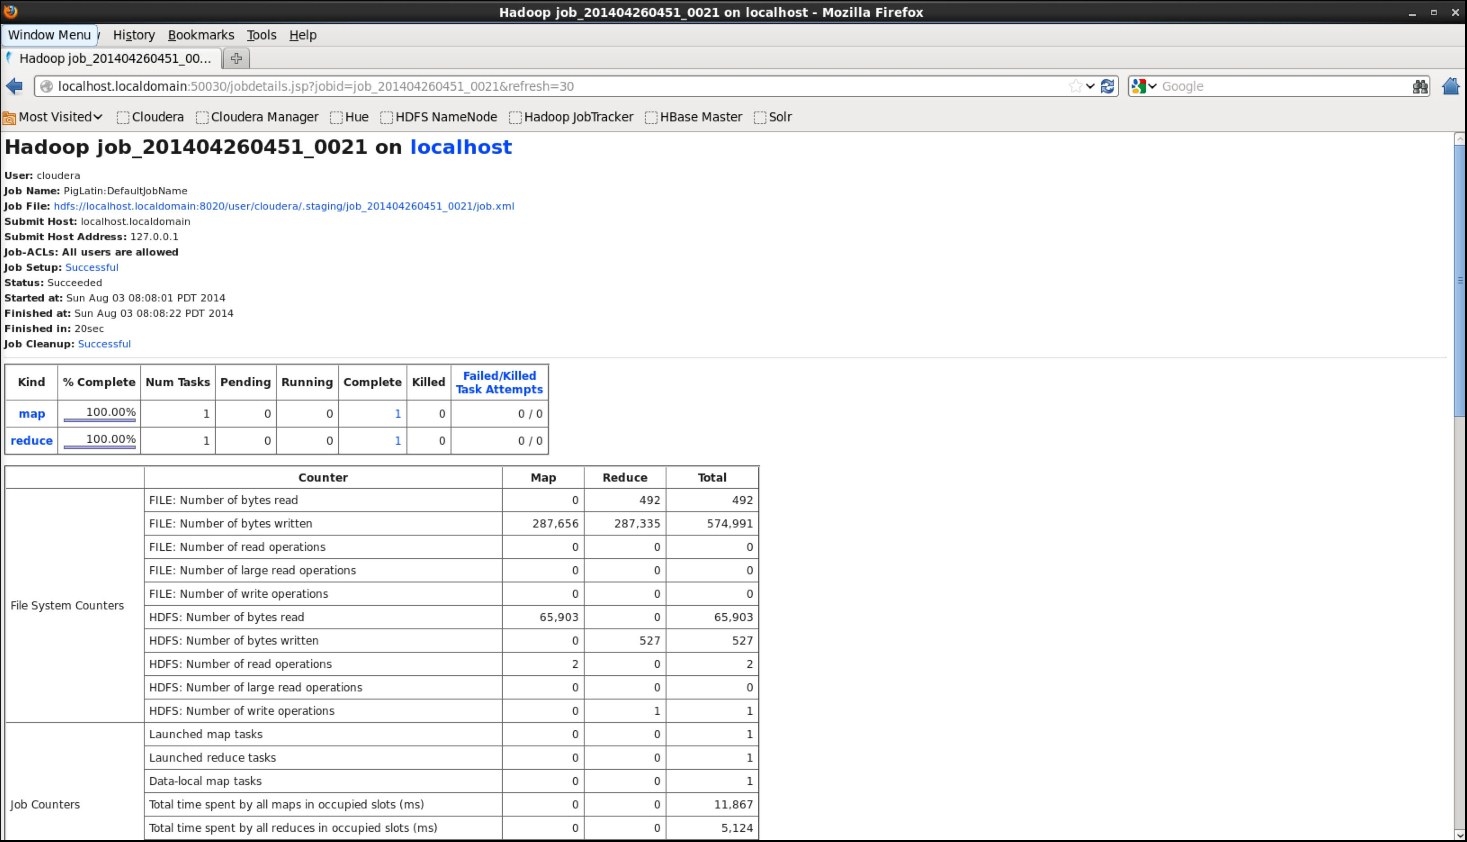 Hadoop job_201404260451_0021 on localhost - Mozilla Firefox
Window Menu History Bookmarks Tools Help
Hadoop job_201404260451_00...
localhost.localdomain:50030/jobdetails.jsp?jobid=job_201404260451_0021&refresh=30 Google
Most Visited Cloudera Cloudera Manager Hue HDFS NameNode Hadoop JobTracker HBase Master Solr
Hadoop job_201404260451_0021 on localhost
User: cloudera
Job Name: PigLatin:DefaultJobName
Job File: hdfs://localhost.localdomain:8020/user/cloudera/.staging/job_201404260451_0021/job.xml
Submit Host: localhost.localdomain
Submit Host Address: 127.0.0.1
Job-ACLs: All users are allowed
Job Setup: Successful
Status: Succeeded
Started at: Sun Aug 03 08:08:01 PDT 2014
Finished at: Sun Aug 03 08:08:22 PDT 2014
Finished in: 20sec
Job Cleanup: Successful
Kind % Complete Num Tasks Pending Running Complete Killed Failed/Killed Task Attempts
map 100.00% 1 0 0 1 0 0 / 0
reduce 100.00% 1 0 0 1 0 0 / 0
Counter Map Reduce Total
File System Counters
FILE: Number of bytes read 0 492 492
FILE: Number of bytes written 287,656 287,335 574,991
FILE: Number of read operations 0 0 0
FILE: Number of large read operations 0 0 0
FILE: Number of write operations 0 0 0
HDFS: Number of bytes read 65,903 0 65,903
HDFS: Number of bytes written 0 527 527
HDFS: Number of read operations 2 0 2
HDFS: Number of large read operations 0 0 0
HDFS: Number of write operations 0 1 1
Job Counters
Launched map tasks 0 0 1
Launched reduce tasks 0 0 1
Data-local map tasks 0 0 1
Total time spent by all maps in occupied slots (ms) 0 0 11,867
Total time spent by all reduces in occupied slots (ms) 0 0 5,124